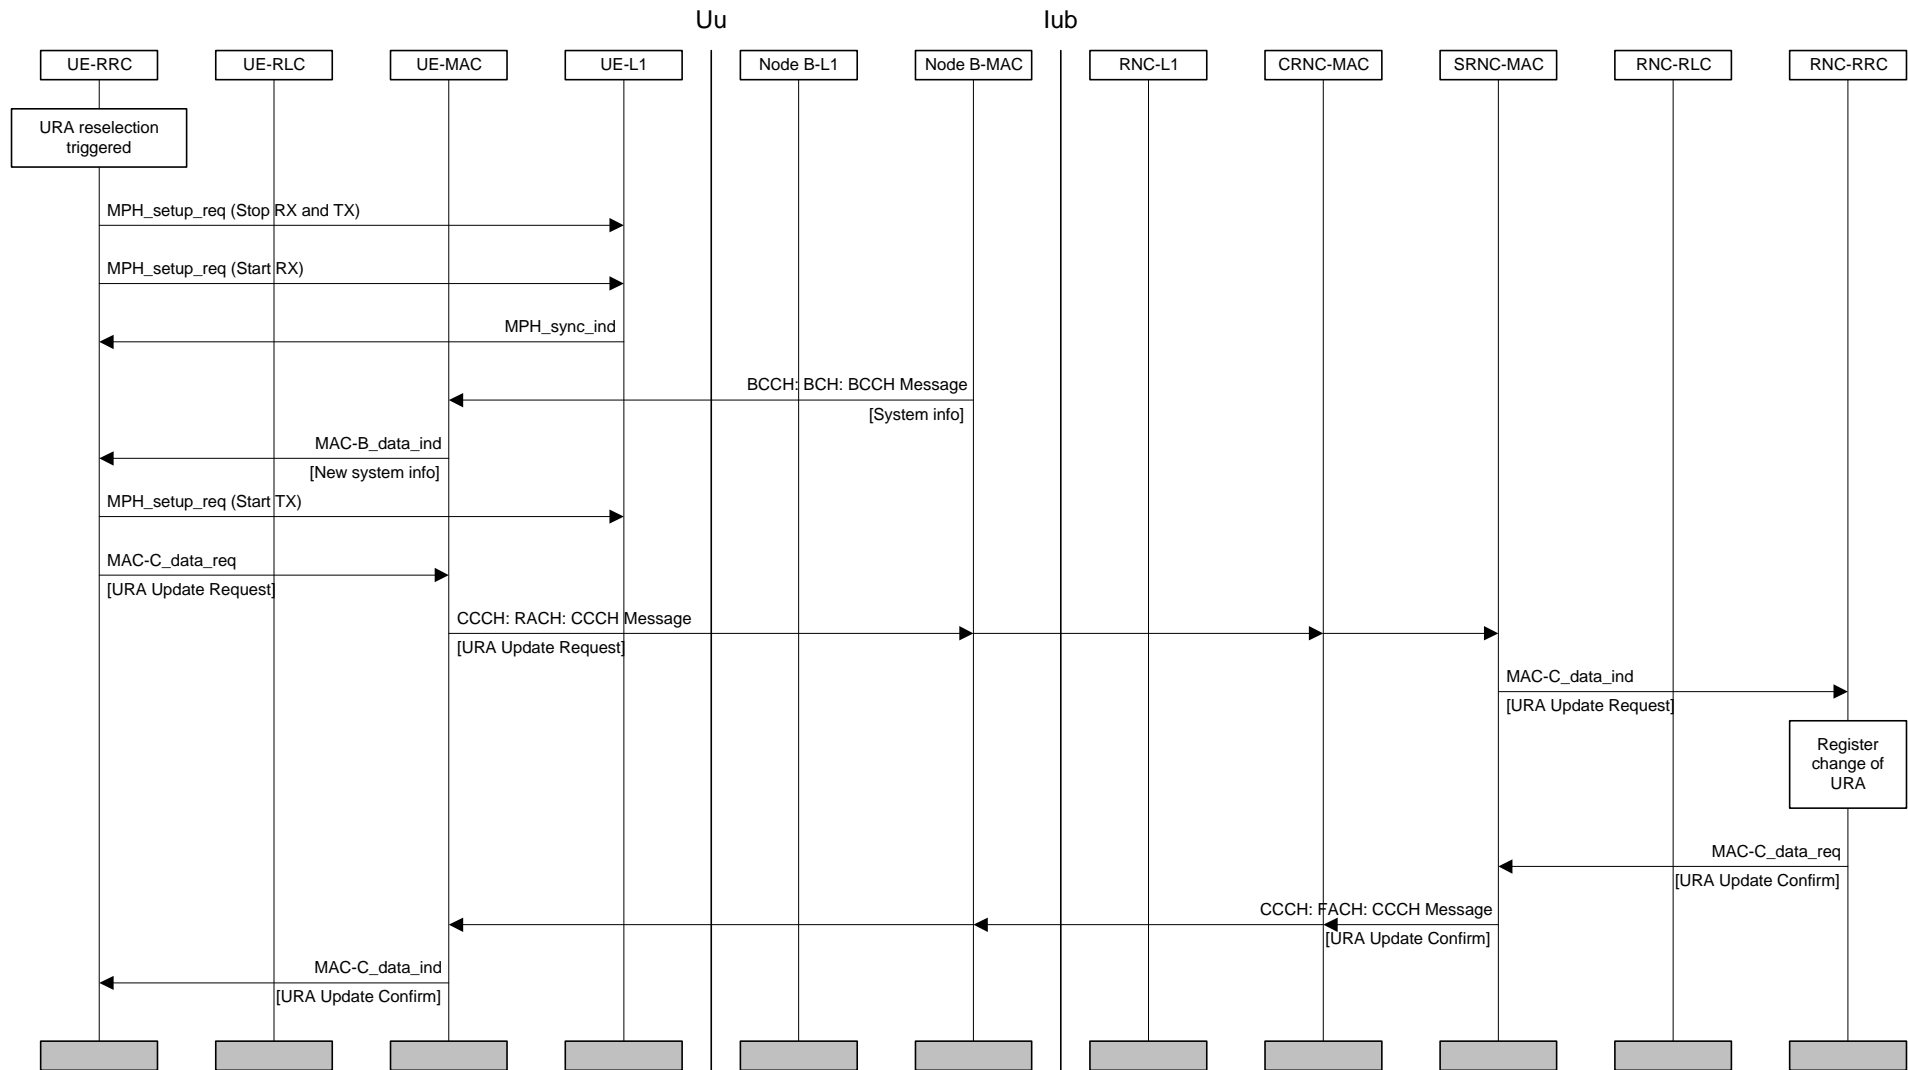 Uu
Iub
UE-RRC
UE-RLC
UE-MAC
UE-L1
Node B-L1
Node B-MAC
RNC-L1
CRNC-MAC
SRNC-MAC
RNC-RLC
RNC-RRC
URA reselection
triggered
MPH_setup_req (Stop RX and TX)
MPH_setup_req (Start RX)
MPH_sync_ind
BCCH: BCH: BCCH Message
[System info]
MAC-B_data_ind
[New system info]
MPH_setup_req (Start TX)
MAC-C_data_req
[URA Update Request]
CCCH: RACH: CCCH Message
[URA Update Request]
MAC-C_data_ind
[URA Update Request]
Register
change of
URA
MAC-C_data_req
[URA Update Confirm]
CCCH: FACH: CCCH Message
[URA Update Confirm]
MAC-C_data_ind
[URA Update Confirm]